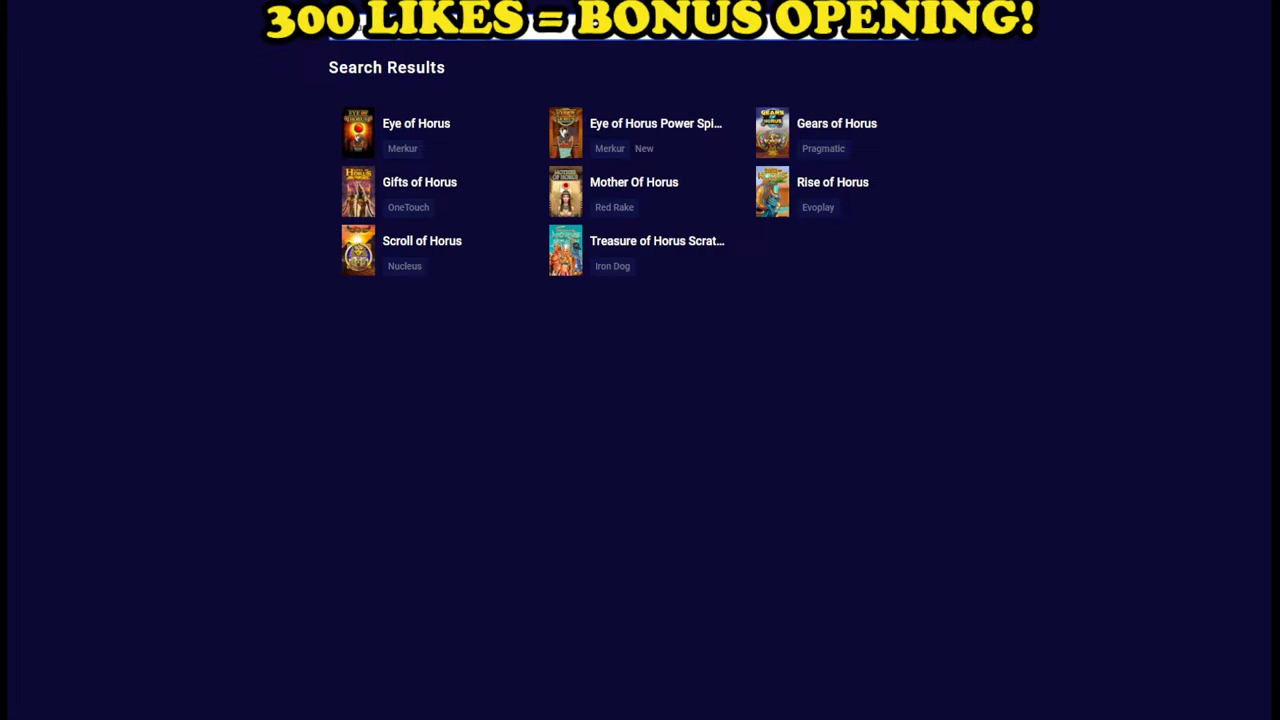 300 LIKES = BONUS OPENING!
Search Results
Eye of Horus
Merkur
Eye of Horus Power Spi...
Merkur New
Gears of Horus
Pragmatic
Gifts of Horus
OneTouch
Mother Of Horus
Red Rake
Rise of Horus
Evoplay
Scroll of Horus
Nucleus
Treasure of Horus Scrat...
Iron Dog